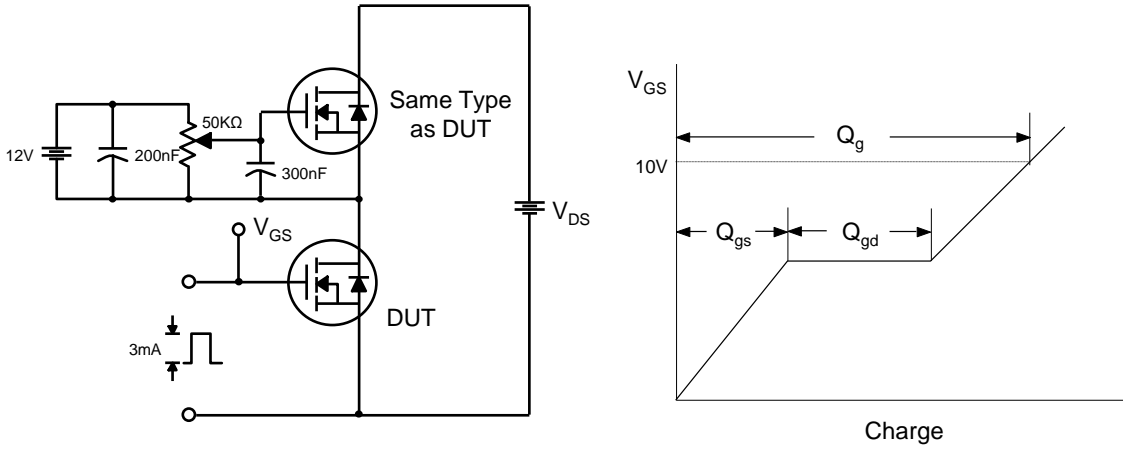 12V
200nF
50KΩ
300nF
Same Type
as DUT
V_DS
V_GS
DUT
3mA
V_GS
10V
Q_g
Q_gs
Q_gd
Charge